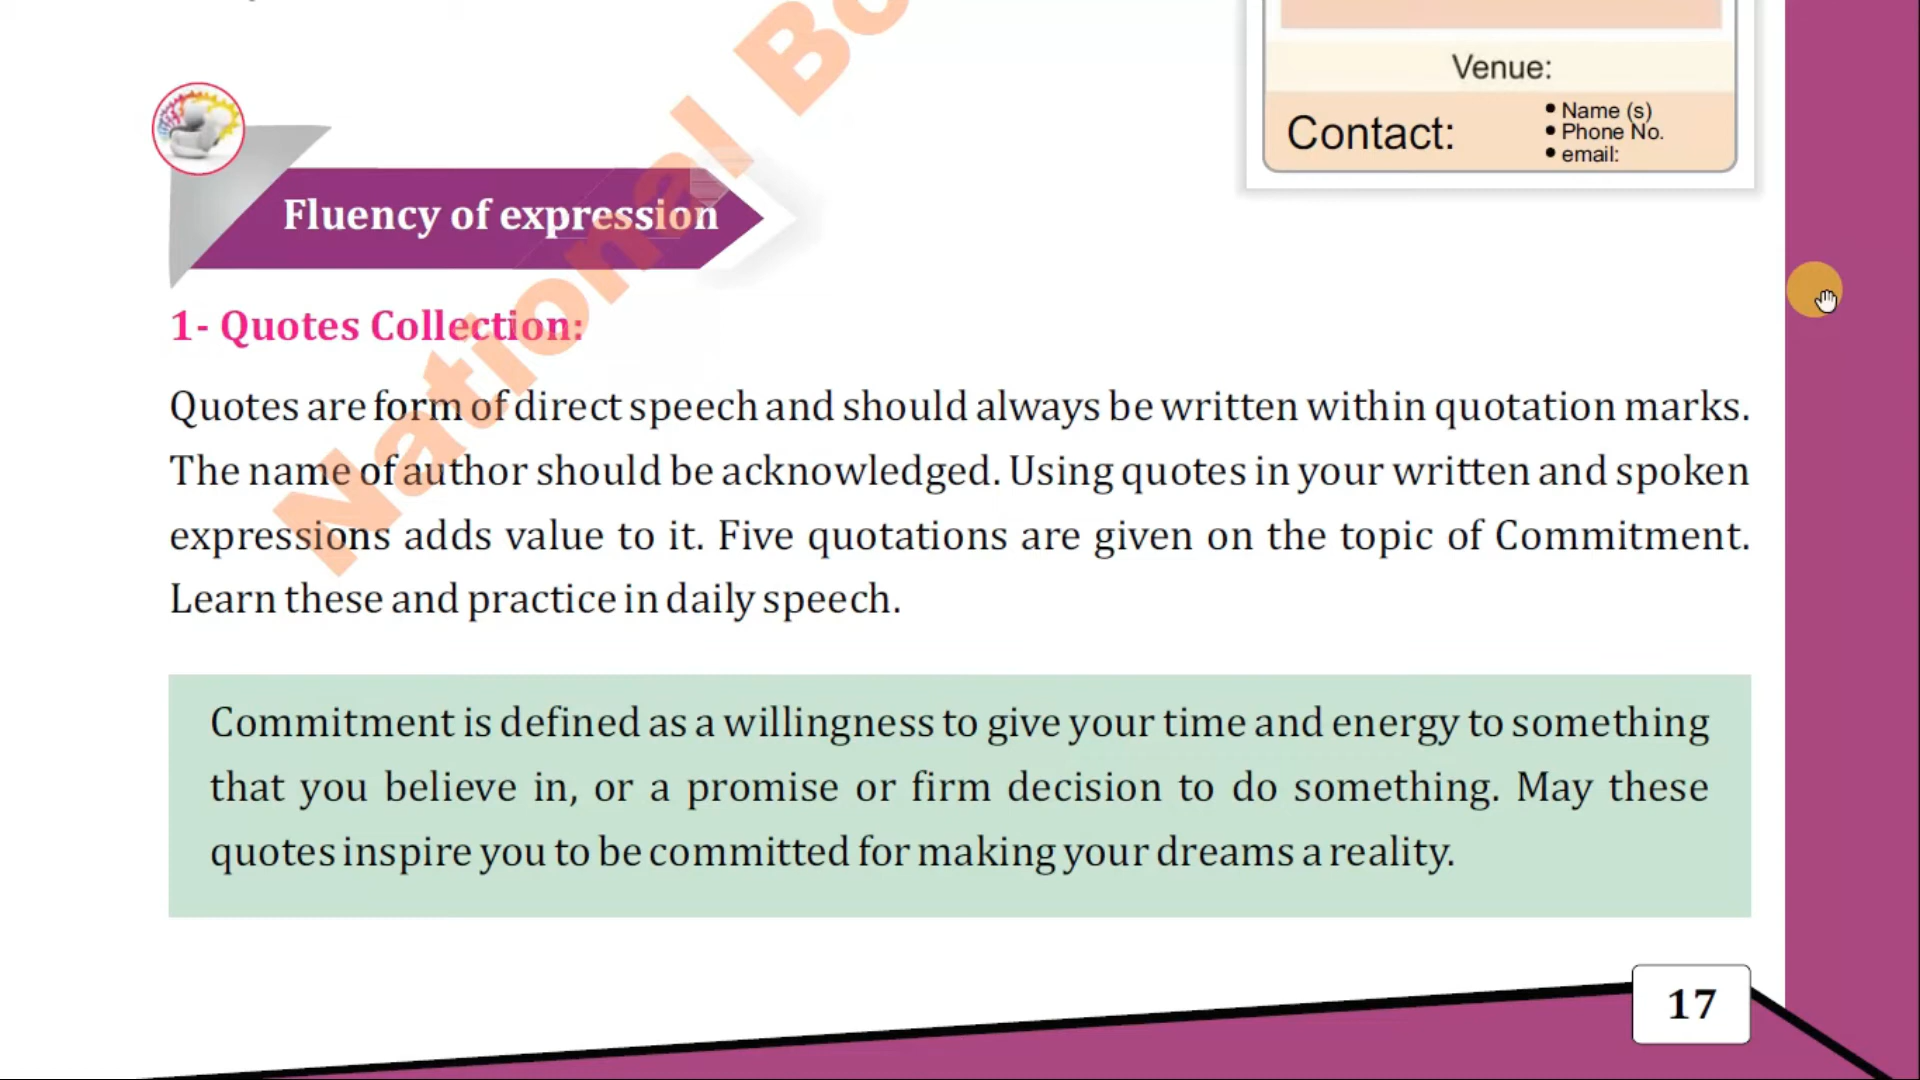 Venue:
Contact:
• Name (s)
• Phone No.
• email:
Fluency of expression
1- Quotes Collection:
Quotes are form of direct speech and should always be written within quotation marks.
The name of author should be acknowledged. Using quotes in your written and spoken
expressions adds value to it. Five quotations are given on the topic of Commitment.
Learn these and practice in daily speech.
Commitment is defined as a willingness to give your time and energy to something
that you believe in, or a promise or firm decision to do something. May these
quotes inspire you to be committed for making your dreams a reality.
17
National